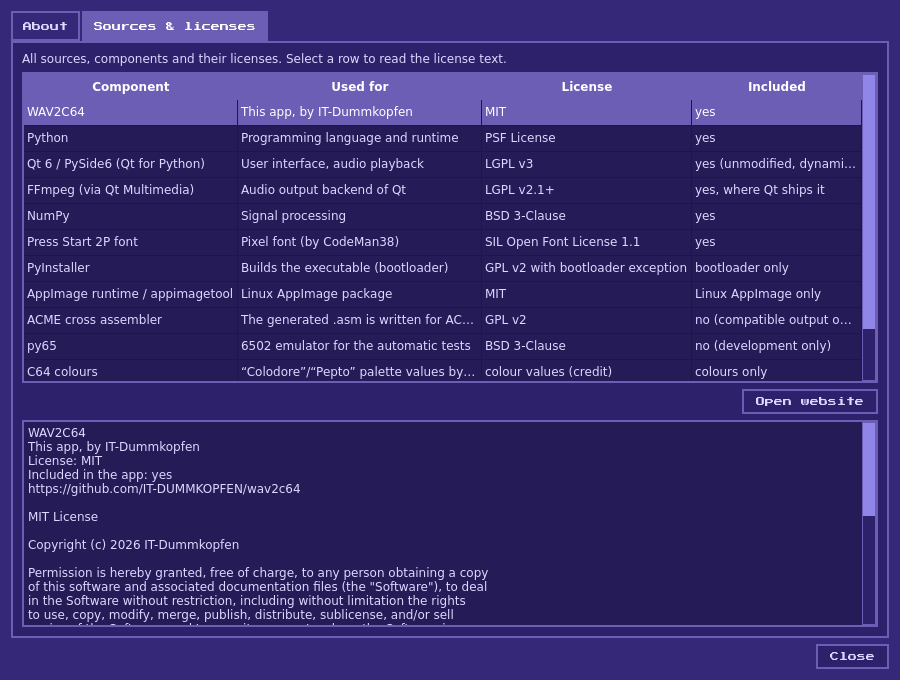 About Sources & licenses
All sources, components and their licenses. Select a row to read the license text.
Component Used for License Included
WAV2C64 This app, by IT-Dummkopfen MIT yes
Python Programming language and runtime PSF License yes
Qt 6 / PySide6 (Qt for Python) User interface, audio playback LGPL v3 yes (unmodified, dynami...
FFmpeg (via Qt Multimedia) Audio output backend of Qt LGPL v2.1+ yes, where Qt ships it
NumPy Signal processing BSD 3-Clause yes
Press Start 2P font Pixel font (by CodeMan38) SIL Open Font License 1.1 yes
PyInstaller Builds the executable (bootloader) GPL v2 with bootloader exception bootloader only
AppImage runtime / appimagetool Linux AppImage package MIT Linux AppImage only
ACME cross assembler The generated .asm is written for AC... GPL v2 no (compatible output o...
py65 6502 emulator for the automatic tests BSD 3-Clause no (development only)
C64 colours “Colodore”/“Pepto” palette values by... colour values (credit) colours only
Open website
WAV2C64
This app, by IT-Dummkopfen
License: MIT
Included in the app: yes
https://github.com/IT-DUMMKOPFEN/wav2c64
MIT License
Copyright (c) 2026 IT-Dummkopfen
Permission is hereby granted, free of charge, to any person obtaining a copy
of this software and associated documentation files (the "Software"), to deal
in the Software without restriction, including without limitation the rights
to use, copy, modify, merge, publish, distribute, sublicense, and/or sell
Close